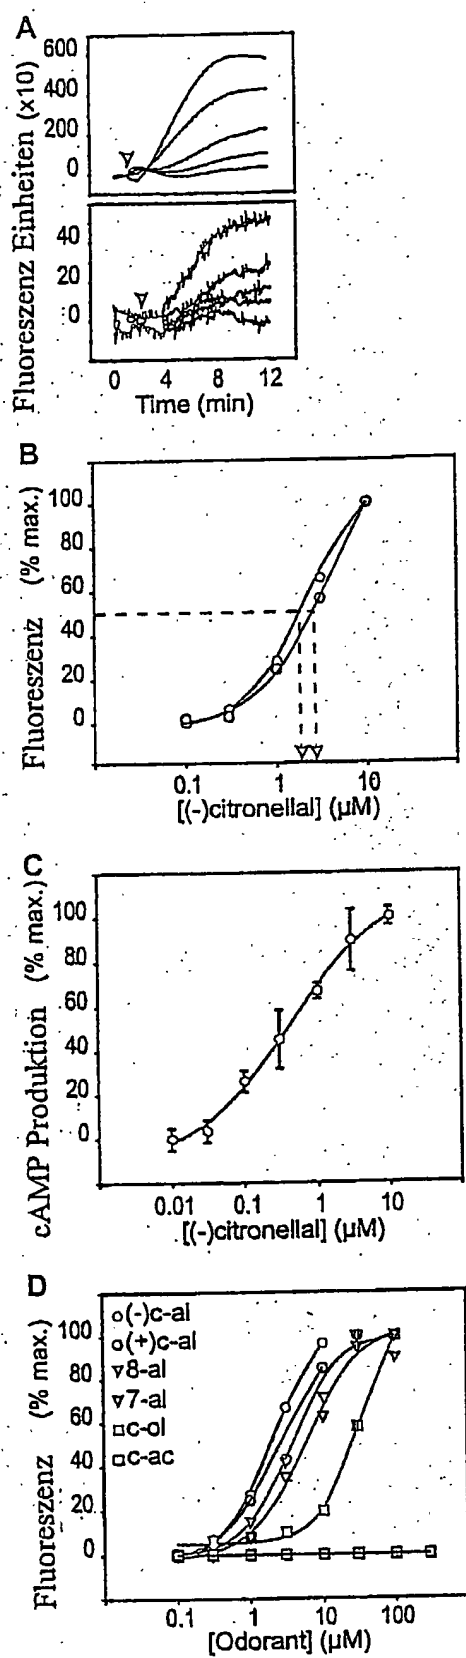 A
Fluoreszenz Einheiten (x10)
600
400
200
0
40
20
0
0 4 8 12
Time (min)
B
Fluoreszenz (% max.)
100
80
60
40
20
0
0.1 1 10
[(-)citronellal] (µM)
C
cAMP Produktion (% max.)
100
80
60
40
20
0
0.01 0.1 1 10
[(-)citronellal] (µM)
D
Fluoreszenz (% max.)
(-)c-al
(+)c-al
8-al
7-al
c-ol
c-ac
100
80
60
40
20
0
0.1 1 10 100
[Odorant] (µM)